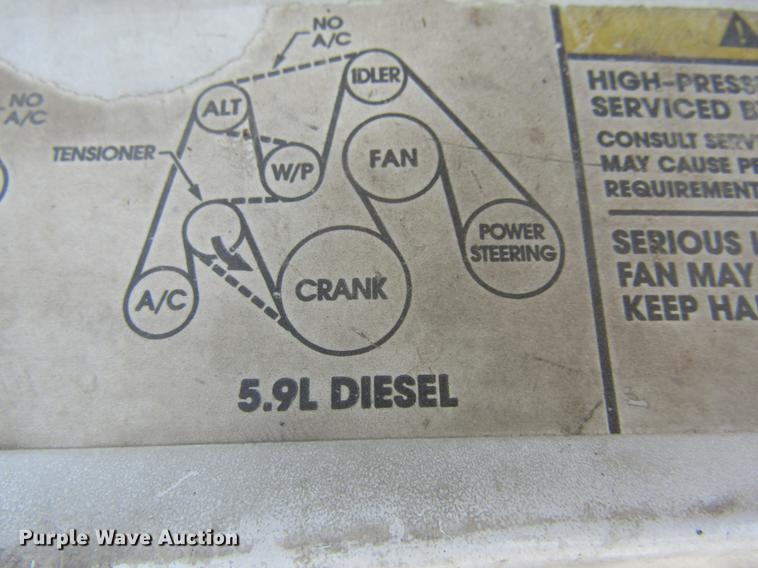 NO
A/C
NO
A/C
IDLER
ALT
TENSIONER
W/P
FAN
POWER
STEERING
A/C
CRANK
5.9L DIESEL
HIGH-PRESS
SERVICED B
CONSULT SERV
MAY CAUSE PE
REQUIREMENT
SERIOUS I
FAN MAY
KEEP HA
Purple Wave Auction